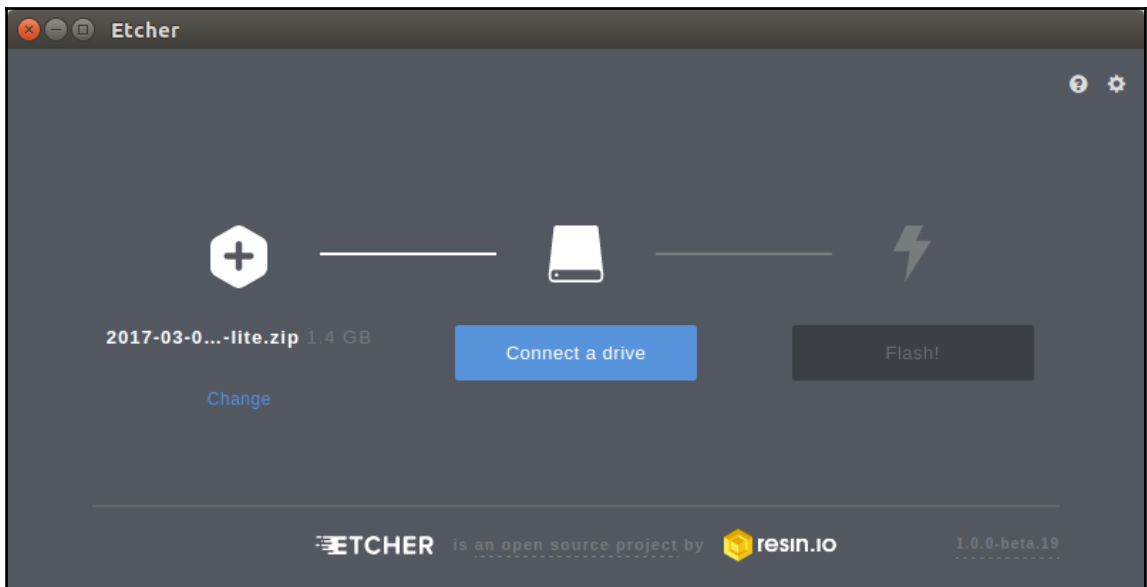 Etcher
2017-03-0...-lite.zip 1.4 GB
Connect a drive
Flash!
Change
ETCHER is an open source project by resin.io 1.0.0-beta.19